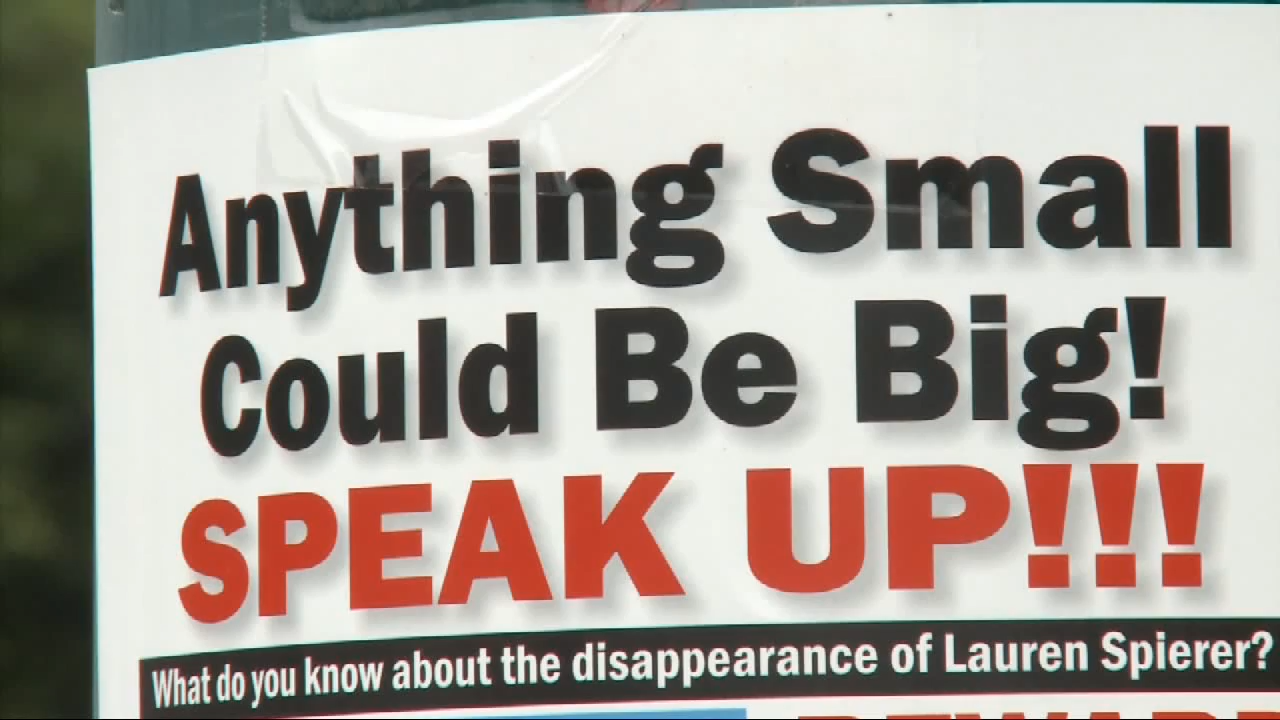 Anything Small
Could Be Big!
SPEAK UP!!!
What do you know about the disappearance of Lauren Spierer?